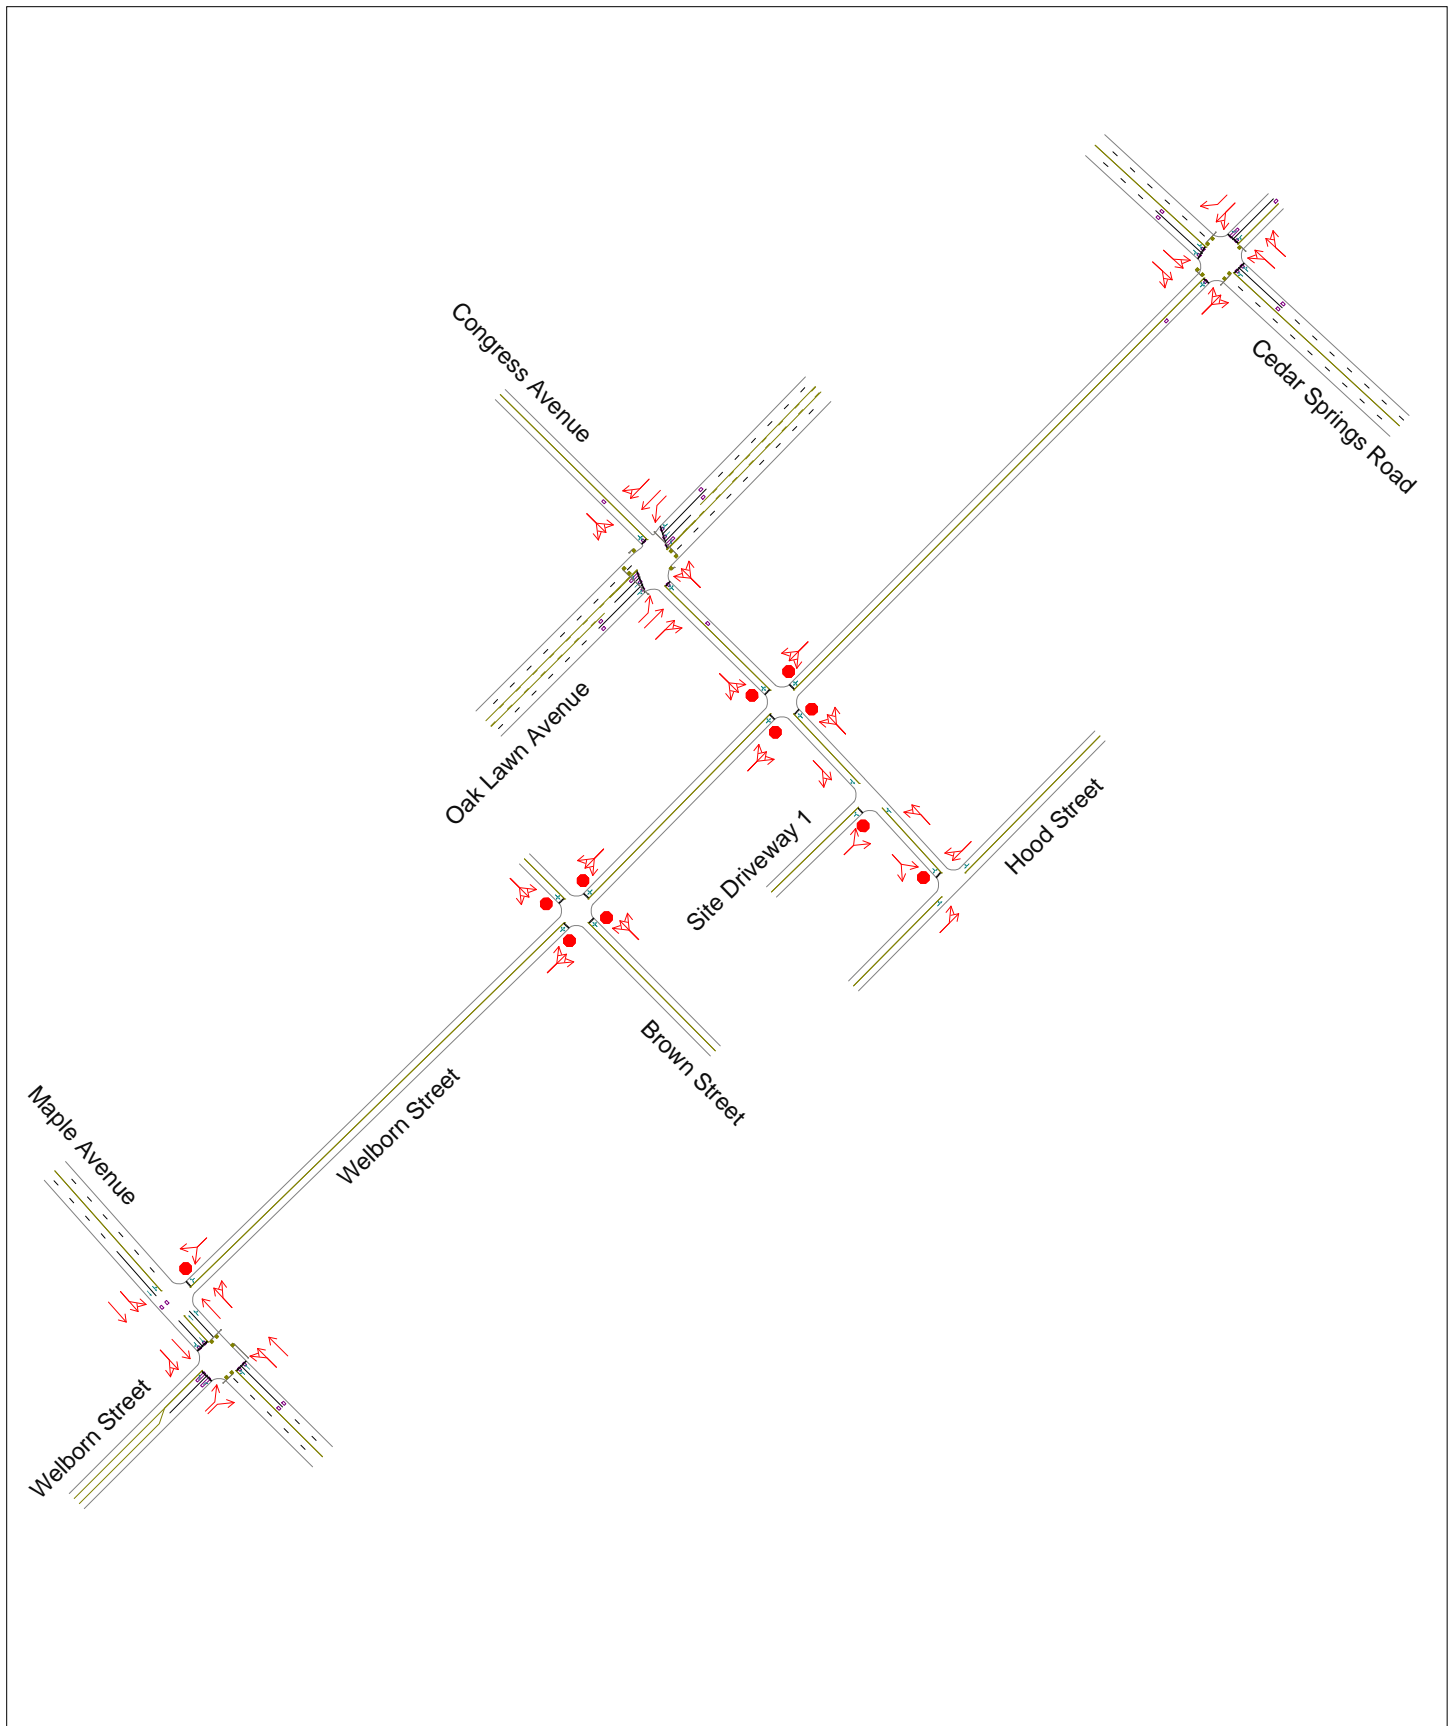 Congress Avenue
Cedar Springs Road
Oak Lawn Avenue
Hood Street
Site Driveway 1
Brown Street
Welborn Street
Maple Avenue
Welborn Street